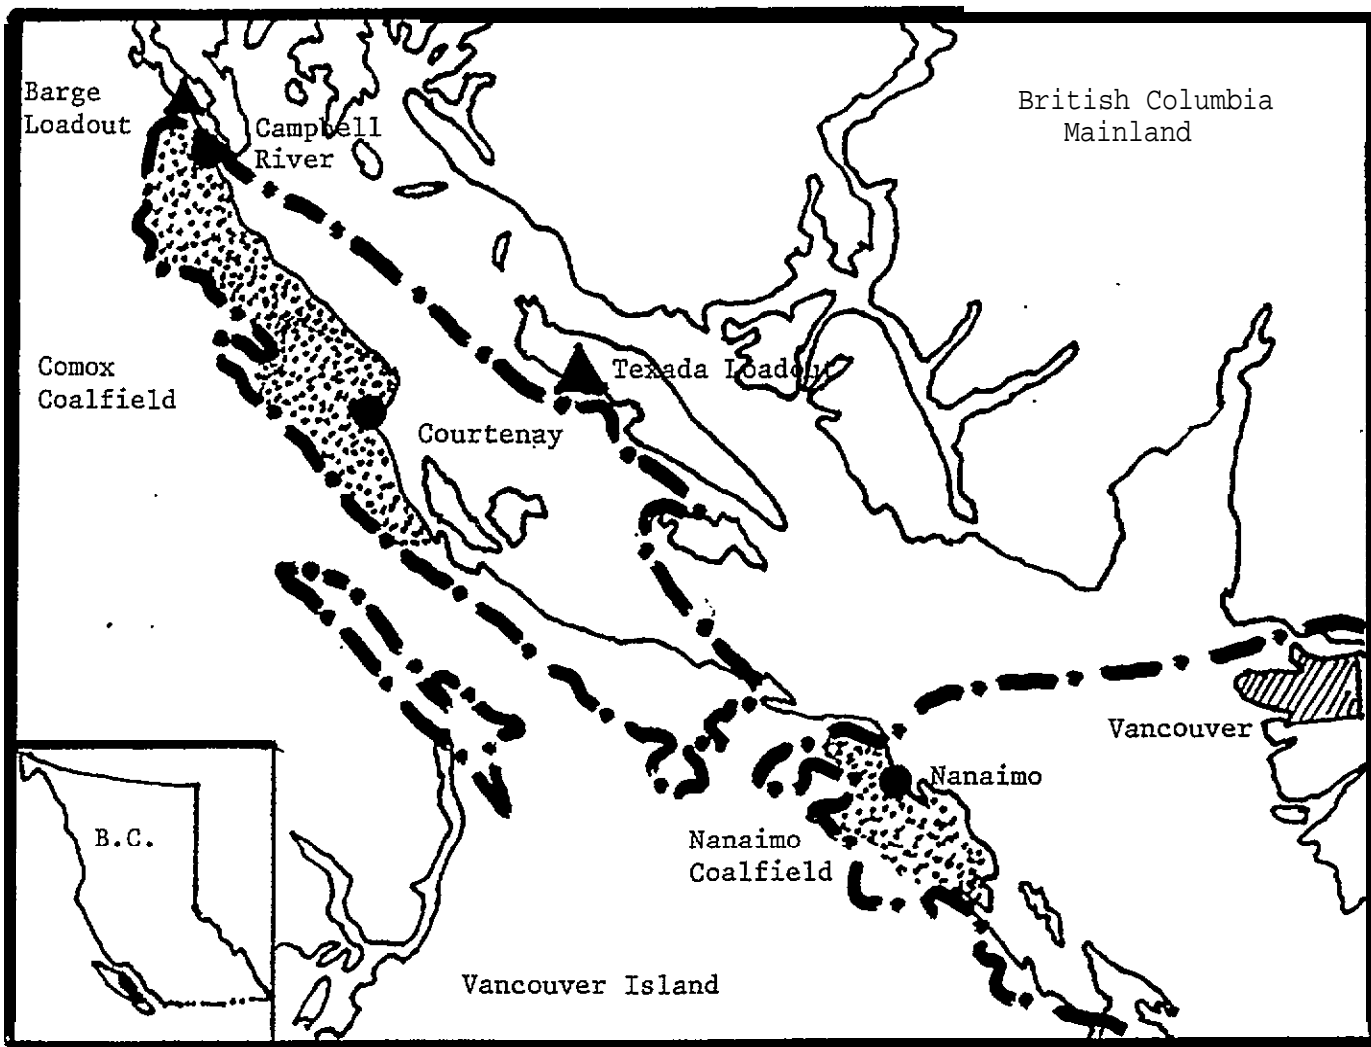 Barge
Loadout
Campbell
River
British Columbia
Mainland
Comox
Coalfield
Texada Loadout
Courtenay
Vancouver
Nanaimo
Nanaimo
Coalfield
B.C.
Vancouver Island